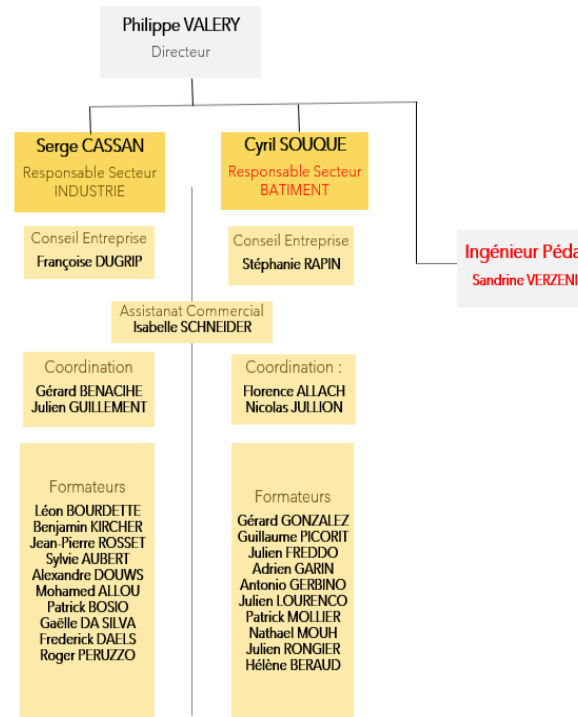 Philippe VALERY
Directeur
Serge CASSAN
Responsable Secteur
INDUSTRIE
Cyril SOUQUE
Responsable Secteur
BATIMENT
Conseil Entreprise
Françoise DUGRIP
Conseil Entreprise
Stéphanie RAPIN
Ingénieur Péda
Sandrine VERZENI
Assistanat Commercial
Isabelle SCHNEIDER
Coordination
Gérard BENACIHE
Julien GUILLEMENT
Coordination :
Florence ALLACH
Nicolas JULLION
Formateurs
Léon BOURDETTE
Benjamin KIRCHER
Jean-Pierre ROSSET
Sylvie AUBERT
Alexandre DOUWS
Mohamed ALLOU
Patrick BOSIO
Gaëlle DA SILVA
Frederick DAELS
Roger PERUZZO
Formateurs
Gérard GONZALEZ
Guillaume PICORIT
Julien FREDDO
Adrien GARIN
Antonio GERBINO
Julien LOURENCO
Patrick MOLLIER
Nathael MOUH
Julien RONGIER
Hélène BERAUD